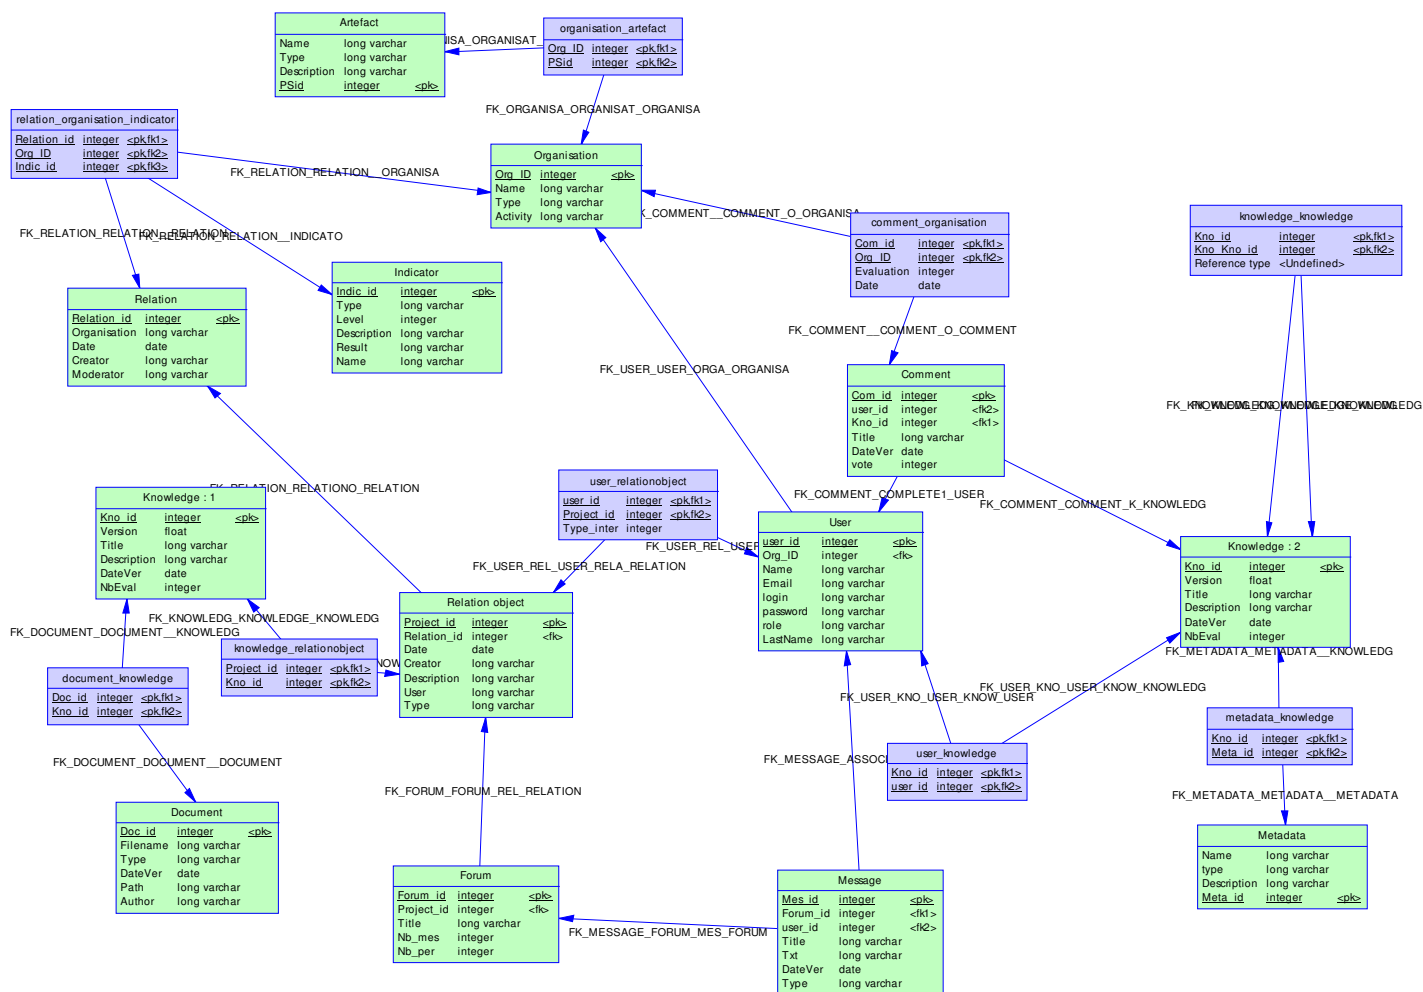 Artefact
Name long varchar
Type long varchar
Description long varchar
PSid integer <pk>
organisation_artefact
Org_ID integer <pk,fk1>
PSid integer <pk,fk2>
ISA_ORGANISAT_
FK_ORGANISA_ORGANISAT_ORGANISA
relation_organisation_indicator
Relation_id integer <pk,fk1>
Org_ID integer <pk,fk2>
Indic_id integer <pk,fk3>
Organisation
Org_ID integer <pk>
Name long varchar
Type long varchar
Activity long varchar
FK_RELATION_RELATION__ORGANISA
FK_RELATION_RELATION__RELATION
FK_RELATION_RELATION__INDICATO
K_COMMENT__COMMENT_O_ORGANISA
comment_organisation
Com_id integer <pk,fk1>
Org_ID integer <pk,fk2>
Evaluation integer
Date date
knowledge_knowledge
Kno_id integer <pk,fk1>
Kno_Kno_id integer <pk,fk2>
Reference type <Undefined>
Indicator
Indic_id integer <pk>
Type long varchar
Level integer
Description long varchar
Result long varchar
Name long varchar
Relation
Relation_id integer <pk>
Organisation long varchar
Date date
Creator long varchar
Moderator long varchar
FK_COMMENT__COMMENT_O_COMMENT
FK_USER_USER_ORGA_ORGANISA
Comment
Com_id integer <pk>
user_id integer <fk2>
Kno_id integer <fk1>
Title long varchar
DateVer date
vote integer
FK_RELATION_RELATIONO_RELATION
user_relationobject
user_id integer <pk,fk1>
Project_id integer <pk,fk2>
Type_inter integer
FK_COMMENT_COMPLETE1_USER
FK_COMMENT_COMMENT_K_KNOWLEDG
Knowledge : 1
Kno_id integer <pk>
Version float
Title long varchar
Description long varchar
DateVer date
NbEval integer
User
user_id integer <pk>
Org_ID integer <fk>
Name long varchar
Email long varchar
login long varchar
password long varchar
role long varchar
LastName long varchar
FK_USER_REL_USER
FK_USER_REL_USER_RELA_RELATION
Knowledge : 2
Kno_id integer <pk>
Version float
Title long varchar
Description long varchar
DateVer date
NbEval integer
FK_KNOWLEDG_KNOWLEDGE_KNOWLEDG
FK_DOCUMENT_DOCUMENT__KNOWLEDG
Relation object
Project_id integer <pk>
Relation_id integer <fk>
Date date
Creator long varchar
Description long varchar
User long varchar
Type long varchar
knowledge_relationobject
Project_id integer <pk,fk1>
Kno_id integer <pk,fk2>
NOW
document_knowledge
Doc_id integer <pk,fk1>
Kno_id integer <pk,fk2>
FK_METADATA_METADATA__KNOWLEDG
FK_USER_KNO_USER_KNOW_KNOWLEDG
FK_USER_KNO_USER_KNOW_USER
metadata_knowledge
Kno_id integer <pk,fk1>
Meta_id integer <pk,fk2>
user_knowledge
Kno_id integer <pk,fk1>
user_id integer <pk,fk2>
FK_DOCUMENT_DOCUMENT__DOCUMENT
FK_MESSAGE_ASSOCI
FK_FORUM_FORUM_REL_RELATION
FK_METADATA_METADATA__METADATA
Document
Doc_id integer <pk>
Filename long varchar
Type long varchar
DateVer date
Path long varchar
Author long varchar
Metadata
Name long varchar
type long varchar
Description long varchar
Meta_id integer <pk>
Forum
Forum_id integer <pk>
Project_id integer <fk>
Title long varchar
Nb_mes integer
Nb_per integer
FK_MESSAGE_FORUM_MES_FORUM
Message
Mes_id integer <pk>
Forum_id integer <fk1>
user_id integer <fk2>
Title long varchar
Txt long varchar
DateVer date
Type long varchar